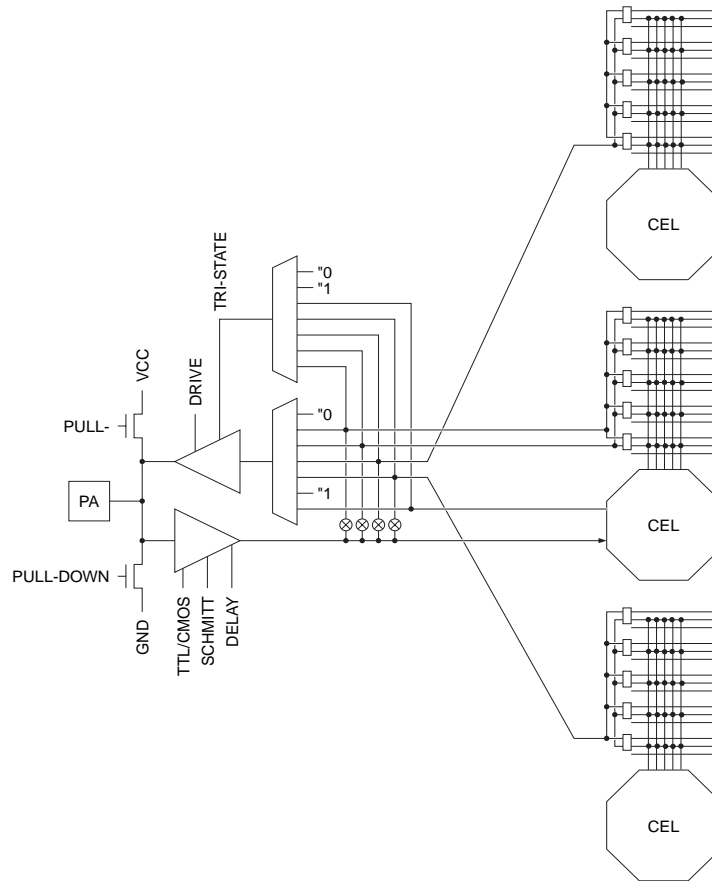 CEL
TRI-STATE
"0
"1
DRIVE
VCC
PULL-
"0
PA
"1
CEL
PULL-DOWN
GND
TTL/CMOS
SCHMITT
DELAY
CEL